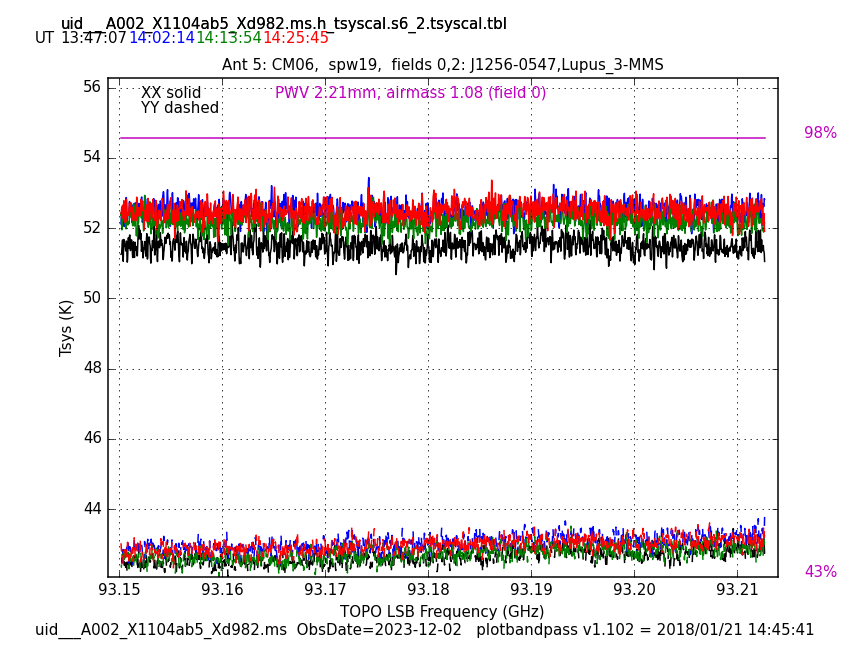 uid___A002_X1104ab5_Xd982.ms.h_tsyscal.s6_2.tsyscal.tbl
UT 13:47:07 14:02:14 14:13:54 14:25:45
Ant 5: CM06,  spw19,  fields 0,2: J1256-0547,Lupus_3-MMS
XX solid
YY dashed
PWV 2.21mm, airmass 1.08 (field 0)
98%
43%
56
54
52
50
48
46
44
Tsys (K)
93.15 93.16 93.17 93.18 93.19 93.20 93.21
TOPO LSB Frequency (GHz)
uid___A002_X1104ab5_Xd982.ms  ObsDate=2023-12-02   plotbandpass v1.102 = 2018/01/21 14:45:41